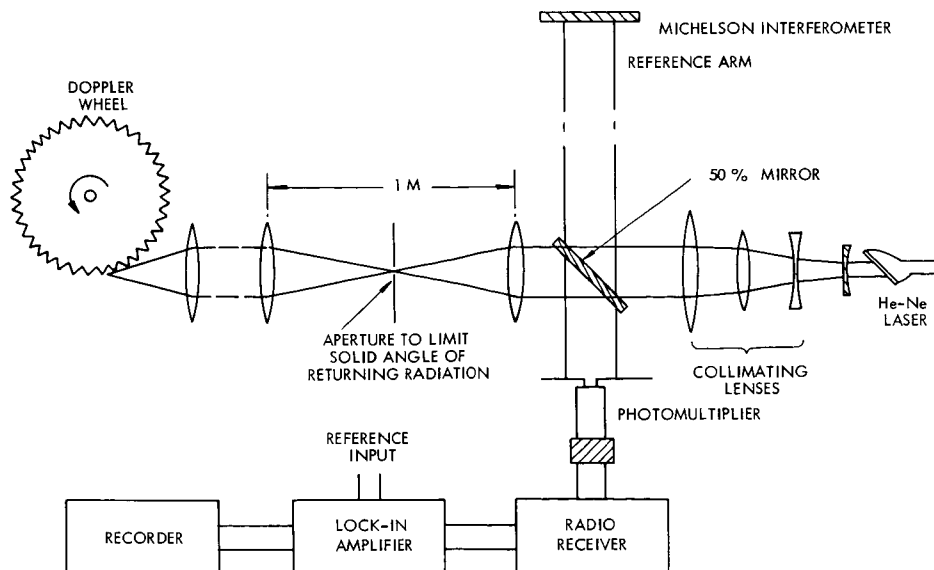 MICHELSON INTERFEROMETER
REFERENCE ARM
DOPPLER
WHEEL
1 M
50 % MIRROR
He-Ne
LASER
APERTURE TO LIMIT
SOLID ANGLE OF
RETURNING RADIATION
COLLIMATING
LENSES
PHOTOMULTIPLIER
REFERENCE
INPUT
RECORDER
LOCK-IN
AMPLIFIER
RADIO
RECEIVER